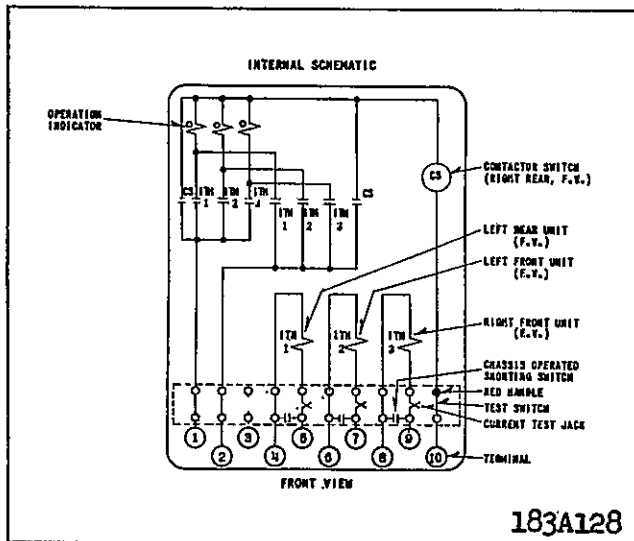 INTERNAL SCHEMATIC
OPERATION
INDICATOR
CS
CONTACTOR SWITCH
(RIGHT REAR, F.V.)
CS
ITH
1
ITH
2
ITH
ITH
1
ITH
2
ITH
3
CS
LEFT REAR UNIT
(F.V.)
LEFT FRONT UNIT
(F.V.)
RIGHT FRONT UNIT
(F.V.)
ITH
1
ITH
2
ITH
3
CHASSIS OPERATED
SHORTING SWITCH
RED HANDLE
TEST SWITCH
CURRENT TEST JACK
TERMINAL
1
2
3
4
5
6
7
8
9
10
FRONT VIEW
183A128